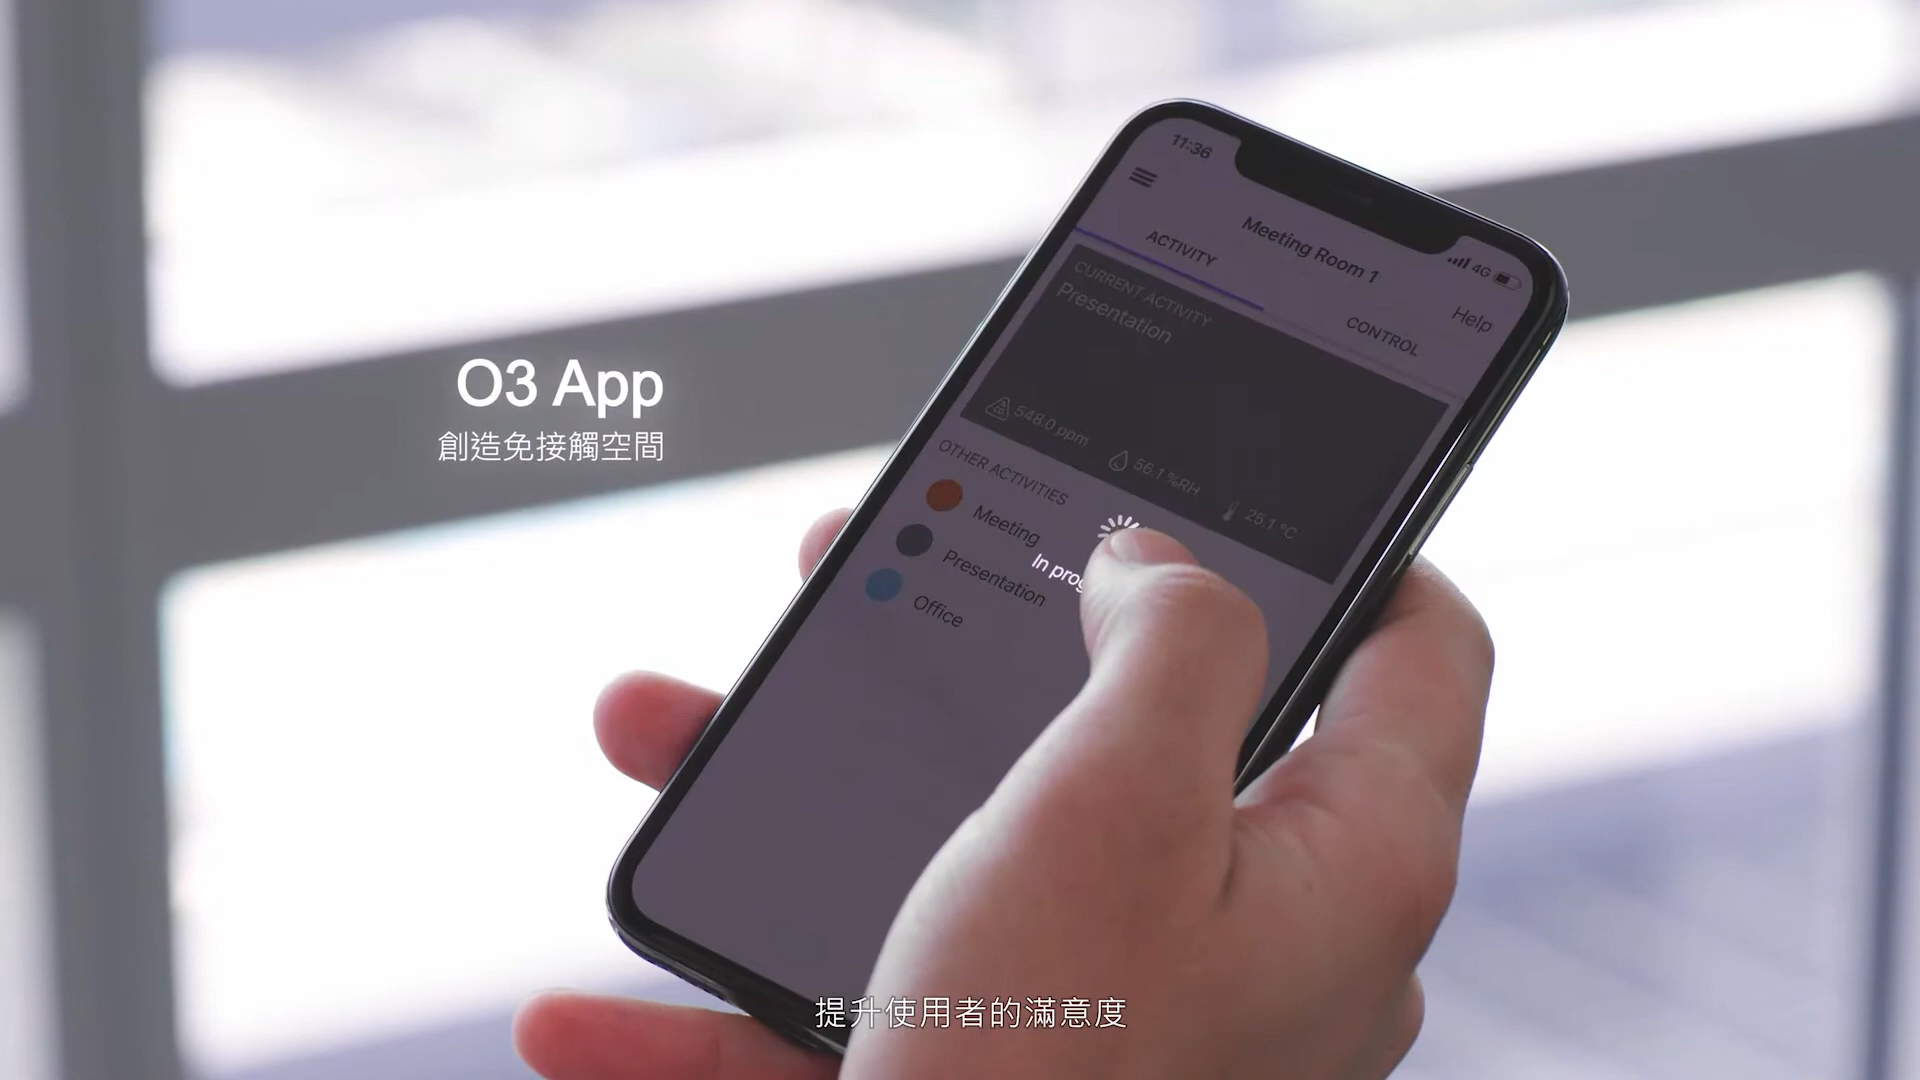 O3 App
創造免接觸空間
11:36
4G
Meeting Room 1
Help
ACTIVITY
CONTROL
CURRENT ACTIVITY
Presentation
548.0 ppm
56.1 %RH
25.1 °C
OTHER ACTIVITIES
Meeting
In prog
Presentation
Office
提升使用者的滿意度